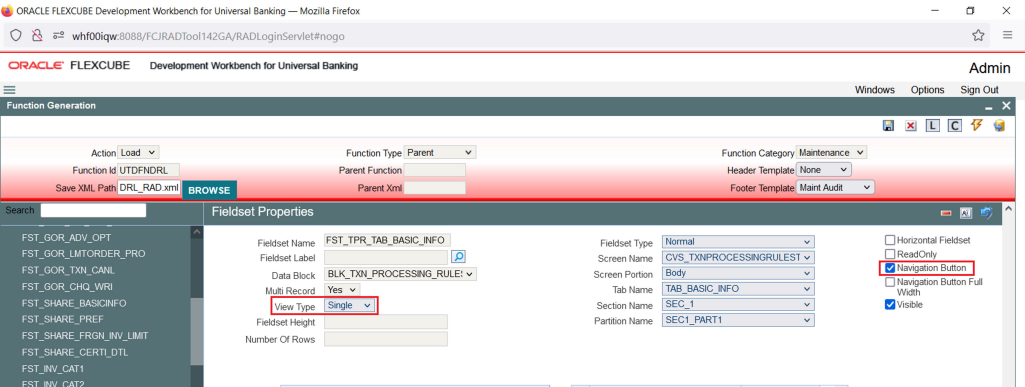 ORACLE FLEXCUBE Development Workbench for Universal Banking — Mozilla Firefox
whf00iqw:8088/FCJRADTool142GA/RADLoginServlet#nogo
ORACLE FLEXCUBE Development Workbench for Universal Banking
Admin
Windows Options Sign Out
Function Generation
L C
Action Load Function Type Parent Function Category Maintenance
Function Id UTDFNDRL Parent Function Header Template None
Save XML Path DRL_RAD.xml BROWSE Parent Xml Footer Template Maint Audit
Search
Fieldset Properties
FST_GOR_ADV_OPT
FST_GOR_LMTORDER_PRO
FST_GOR_TXN_CANL
FST_GOR_CHQ_WRI
FST_SHARE_BASICINFO
FST_SHARE_PREF
FST_SHARE_FRGN_INV_LIMIT
FST_SHARE_CERTI_DTL
FST_INV_CAT1
FST_INV_CAT2
Fieldset Name FST_TPR_TAB_BASIC_INFO
Fieldset Label
Data Block BLK_TXN_PROCESSING_RULE
Multi Record Yes
View Type Single
Fieldset Height
Number Of Rows
Fieldset Type Normal
Screen Name CVS_TXNPROCESSINGRULEST
Screen Portion Body
Tab Name TAB_BASIC_INFO
Section Name SEC_1
Partition Name SEC1_PART1
Horizontal Fieldset
ReadOnly
Navigation Button
Navigation Button Full
Width
Visible